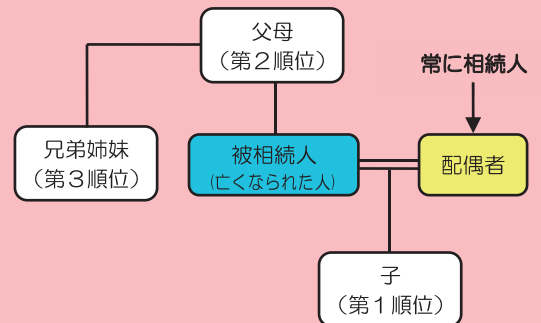 父母
（第２順位）
常に相続人
兄弟姉妹
（第３順位）
被相続人
(亡くなられた人)
配偶者
子
（第１順位）